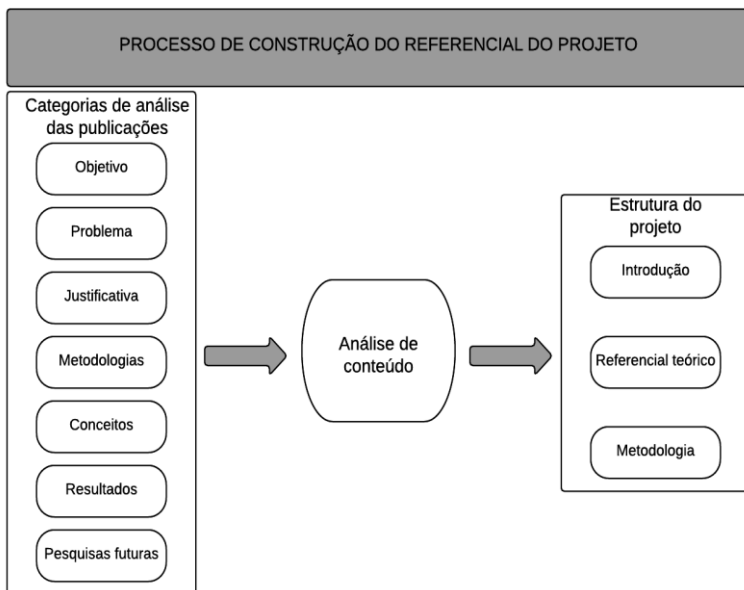 PROCESSO DE CONSTRUÇÃO DO REFERENCIAL DO PROJETO
Categorias de análise
das publicações
Objetivo
Problema
Justificativa
Metodologias
Conceitos
Resultados
Pesquisas futuras
Análise de
conteúdo
Estrutura do
projeto
Introdução
Referencial teórico
Metodologia